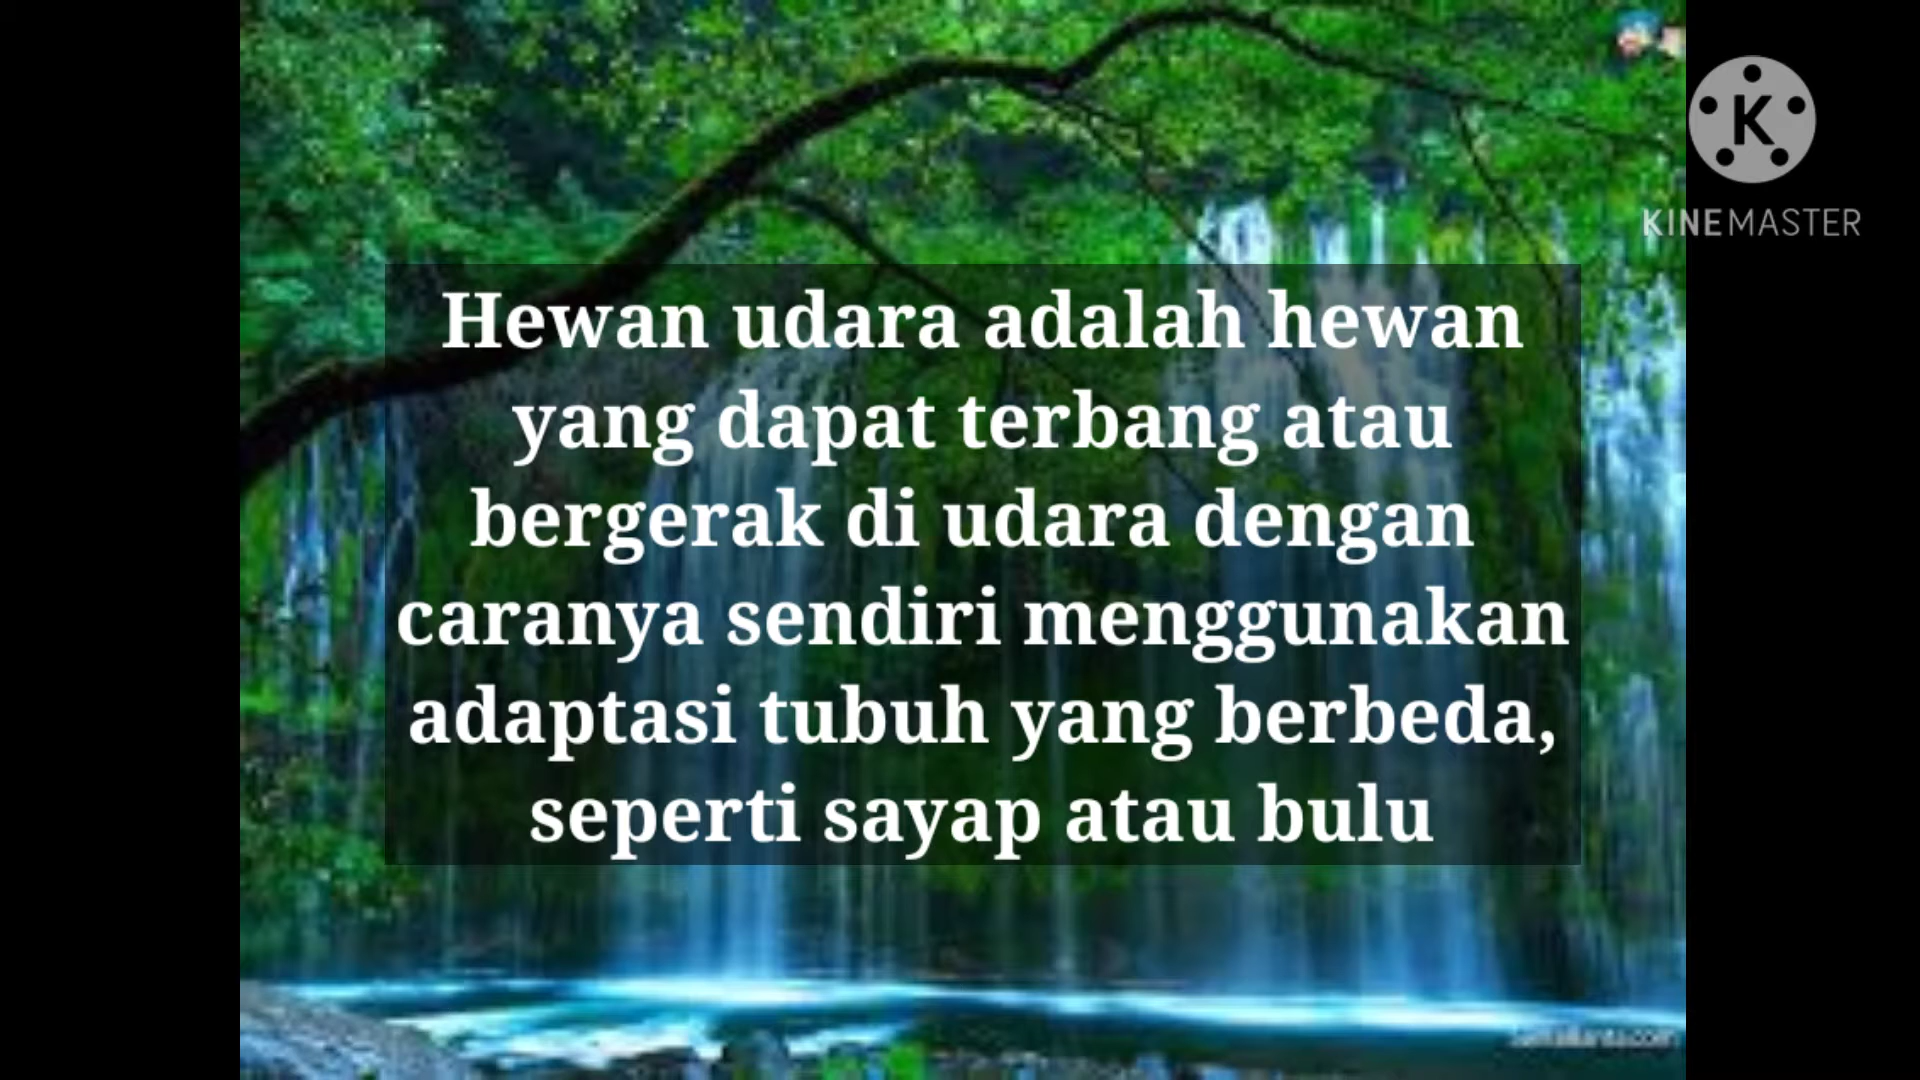 KINEMASTER
Hewan udara adalah hewan
yang dapat terbang atau
bergerak di udara dengan
caranya sendiri menggunakan
adaptasi tubuh yang berbeda,
seperti sayap atau bulu